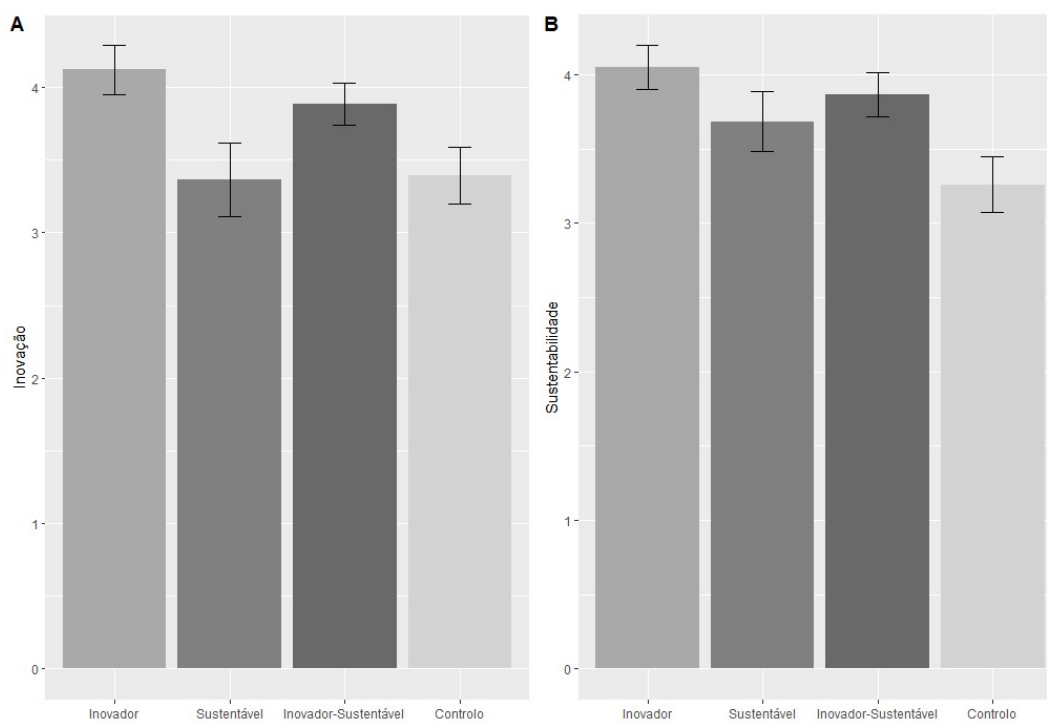 A
Inovação
4
3
2
1
0
Inovador Sustentável Inovador-Sustentável Controlo
B
Sustentabilidade
4
3
2
1
0
Inovador Sustentável Inovador-Sustentável Controlo